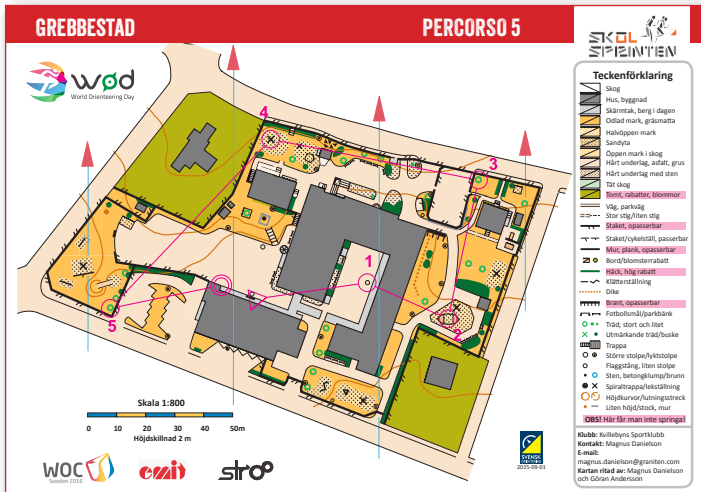 GREBBESTAD
PERCORSO 5
SKOL
SPRINTEN
wod
World Orienteering Day
4
3
1
2
5
Skala 1:800
0 10 20 30 40 50m
Höjdskillnad 2 m
WOC
Sweden 2016
emit
stroo
SVENSK
2015-09-01
Teckenförklaring
Skog
Hus, byggnad
Skärmtak, berg i dagen
Odlad mark, gräsmatta
Halvöppen mark
Sandyta
Öppen mark i skog
Hårt underlag, asfalt, grus
Hårt underlag med sten
Tät skog
Tomt, rabatter, blommor
Väg, parkväg
Stor stig/liten stig
Staket, opasserbar
Staket/cykelställ, passerbar
Mur, plank, opasserbar
Bord/blomsterrabatt
Häck, hög rabatt
Klätterställning
Dike
Brant, opasserbar
Fotbollsmål/parkbänk
Träd; stort och litet
Utmärkande träd/buske
Trappa
Större stolpe/lyktstolpe
Flaggstång, liten stolpe
Sten, betongklump/brunn
Spiraltrappa/lekställning
Höjdkurvor/lutningsstreck
Liten höjd/stock, mur
OBS! Här får man inte springa!
Klubb: Kvillebyns Sportklubb
Kontakt: Magnus Danielson
E-mail:
magnus.danielson@graniten.com
Kartan ritad av: Magnus Danielson
och Göran Andersson